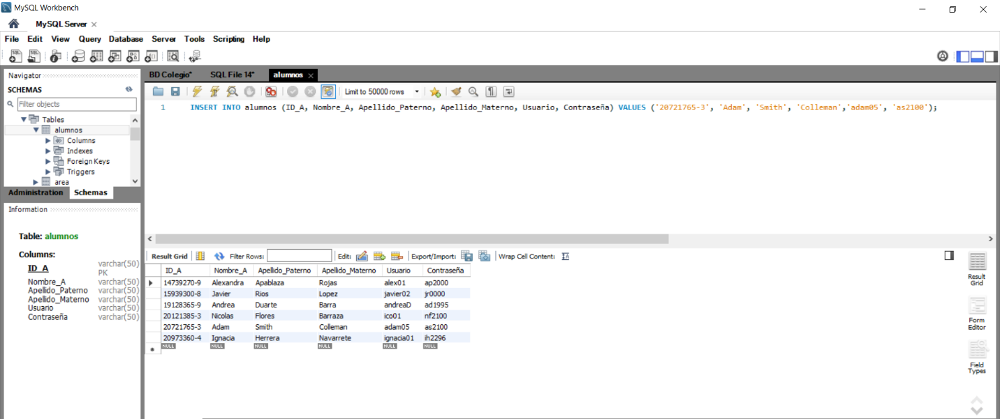 MySQL Workbench
MySQL Server
File Edit View Query Database Server Tools Scripting Help
Navigator
SCHEMAS
Filter objects
Tables
alumnos
Columns
Indexes
Foreign Keys
Triggers
area
Administration Schemas
Information
Table: alumnos
Columns:
ID_A varchar(50)
PK
Nombre_A varchar(50)
Apellido_Paterno varchar(50)
Apellido_Materno varchar(50)
Usuario varchar(50)
Contraseña varchar(50)
BD Colegio* SQL File 14* alumnos
Limit to 50000 rows
1 INSERT INTO alumnos (ID_A, Nombre_A, Apellido_Paterno, Apellido_Materno, Usuario, Contraseña) VALUES ('20721765-3', 'Adam', 'Smith', 'Colleman','adam05', 'as2100');
Result Grid Filter Rows: Edit: Export/Import: Wrap Cell Content: IA
ID_A Nombre_A Apellido_Paterno Apellido_Materno Usuario Contraseña
14739270-9 Alexandra Apablaza Rojas alex01 ap2000
15939300-8 Javier Rios Lopez javier02 jr0000
19128365-9 Andrea Duarte Barra andreaD ad1995
20121385-3 Nicolas Flores Barraza ico01 nf2100
20721765-3 Adam Smith Colleman adam05 as2100
20973360-4 Ignacia Herrera Navarrete ignacia01 ih2296
NULL NULL NULL NULL NULL NULL
Result
Grid
Form
Editor
Field
Types